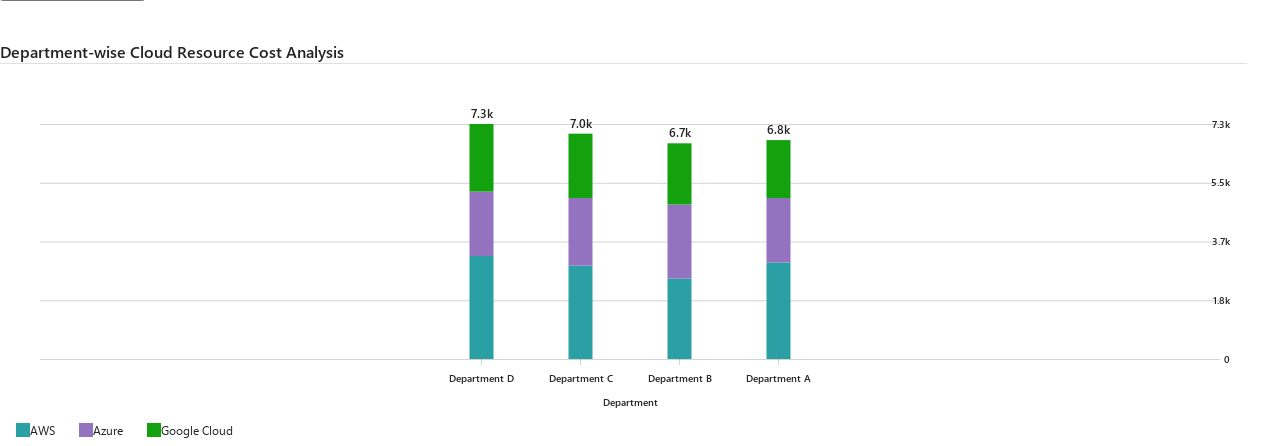 Department-wise Cloud Resource Cost Analysis
7.3k
7.0k
6.7k
6.8k
7.3k
5.5k
3.7k
1.8k
0
Department D
Department C
Department B
Department A
Department
AWS
Azure
Google Cloud